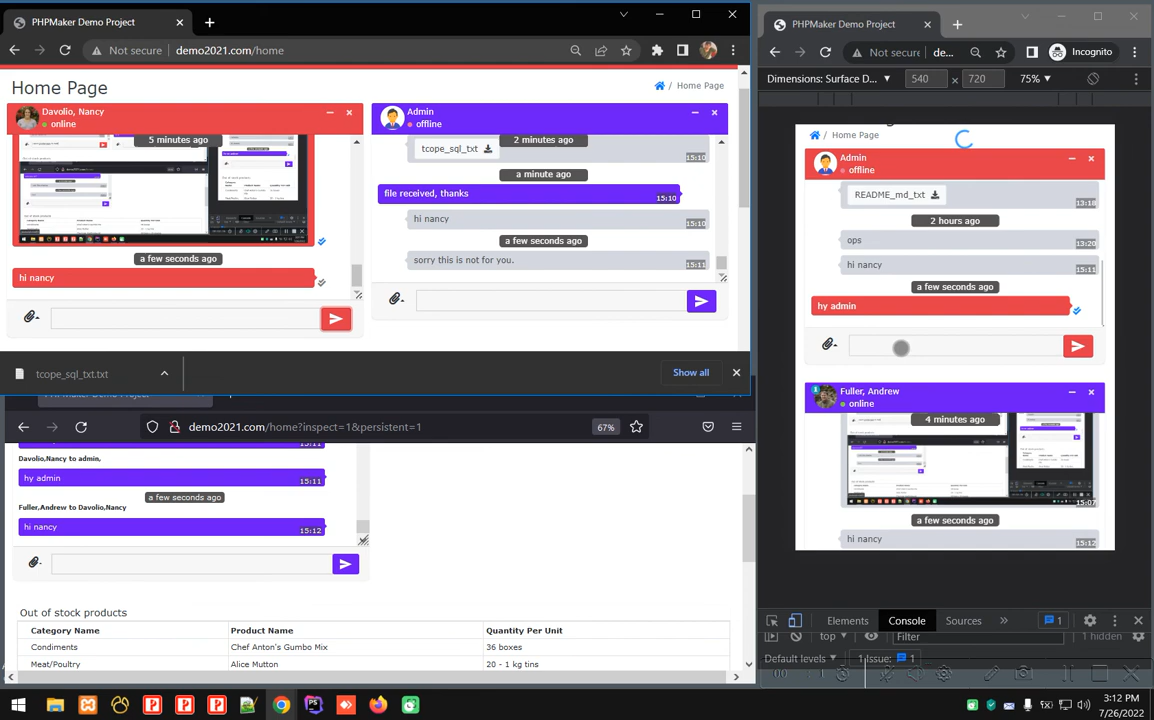 PHPMaker Demo Project
Not secure
demo2021.com/home
Home Page
Home Page
Davolio, Nancy
online
5 minutes ago
a few seconds ago
hi nancy
Admin
offline
2 minutes ago
tcope_sql_txt
15:10
a minute ago
file received, thanks
15:10
hi nancy
15:10
a few seconds ago
sorry this is not for you.
15:11
tcope_sql_txt.txt
Show all
demo2021.com/home?inspect=1&persistent=1
67%
Davolio,Nancy to admin,
hy admin
15:11
a few seconds ago
Fuller,Andrew to Davolio,Nancy
hi nancy
15:12
Out of stock products
Category Name Product Name Quantity Per Unit
Condiments Chef Anton's Gumbo Mix 36 boxes
Meat/Poultry Alice Mutton 20 - 1 kg tins
PHPMaker Demo Project
Not secure
de...
Incognito
Dimensions: Surface D... 540 x 720 75%
Home Page
Admin
offline
README_md_txt
13:18
2 hours ago
ops
13:20
hi nancy
15:11
a few seconds ago
hy admin
1
Fuller, Andrew
online
4 minutes ago
15:07
a few seconds ago
hi nancy
15:12
Elements Console Sources 1
top Filter 1 hidden
Default levels 1 Issue: 1
3:12 PM
7/26/2022